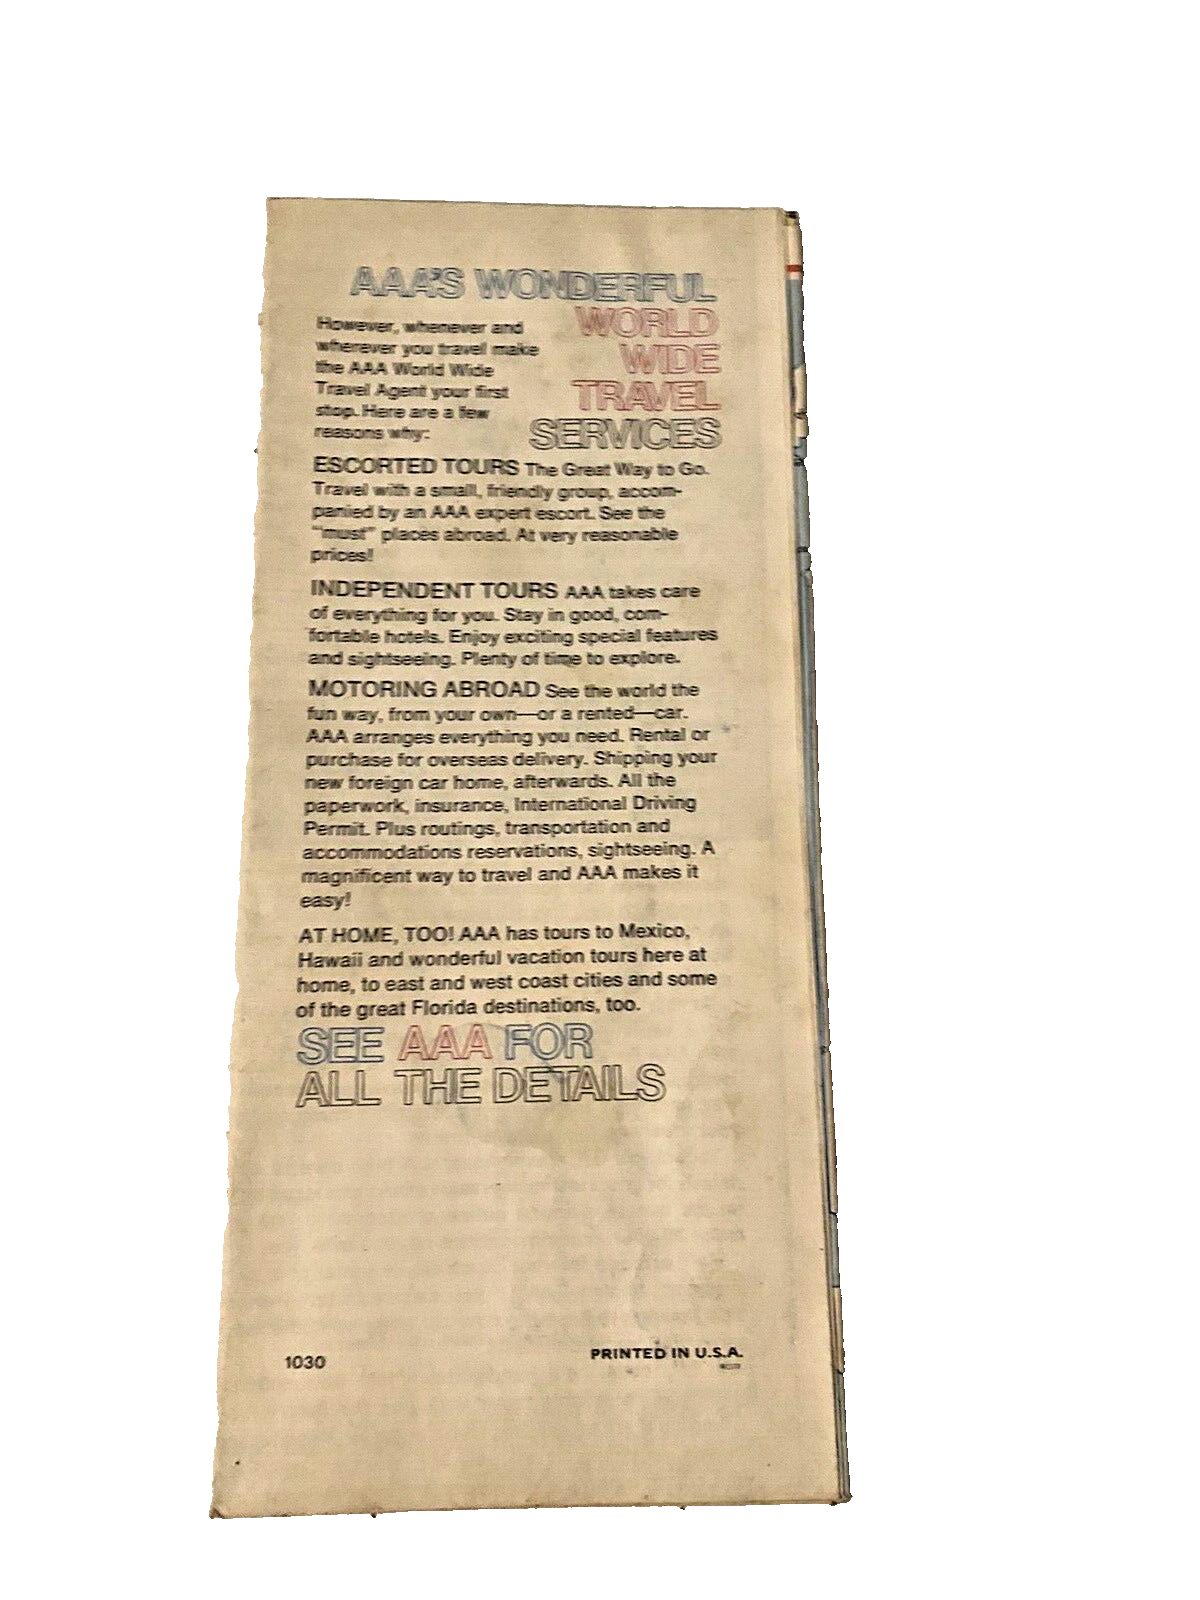 AAA'S WONDERFUL
WORLD
WIDE
TRAVEL
SERVICES
However, whenever and
wherever you travel make
the AAA World Wide
Travel Agent your first
stop. Here are a few
reasons why:
ESCORTED TOURS The Great Way to Go.
Travel with a small, friendly group, accom-
panied by an AAA expert escort. See the
"must" places abroad. At very reasonable
prices!
INDEPENDENT TOURS AAA takes care
of everything for you. Stay in good, com-
fortable hotels. Enjoy exciting special features
and sightseeing. Plenty of time to explore.
MOTORING ABROAD See the world the
fun way, from your own—or a rented—car.
AAA arranges everything you need. Rental or
purchase for overseas delivery. Shipping your
new foreign car home, afterwards. All the
paperwork, insurance, International Driving
Permit. Plus routings, transportation and
accommodations reservations, sightseeing. A
magnificent way to travel and AAA makes it
easy!
AT HOME, TOO! AAA has tours to Mexico,
Hawaii and wonderful vacation tours here at
home, to east and west coast cities and some
of the great Florida destinations, too.
SEE AAA FOR
ALL THE DETAILS
1030
PRINTED IN U.S.A.